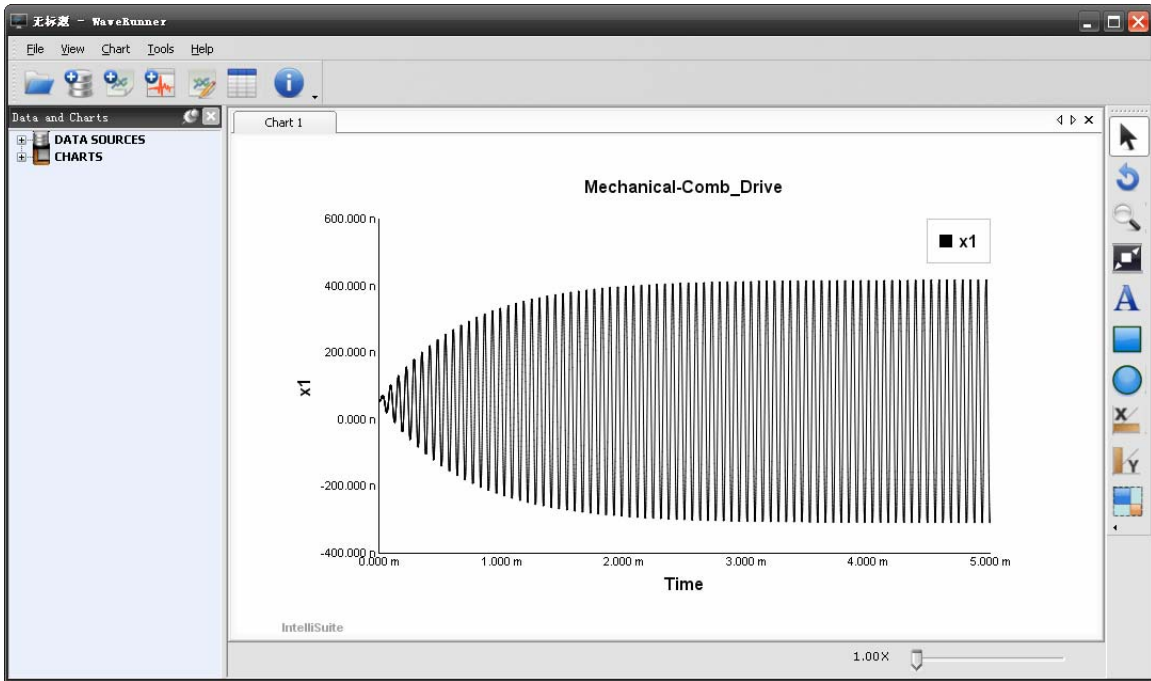 无标题 - WaveRunner
File View Chart Tools Help
Data and Charts
DATA SOURCES
CHARTS
Chart 1
Mechanical-Comb_Drive
600.000 n
400.000 n
200.000 n
0.000 n
-200.000 n
-400.000 n
x1
x1
0.000 m 1.000 m 2.000 m 3.000 m 4.000 m 5.000 m
Time
IntelliSuite
1.00X
A
X
Y